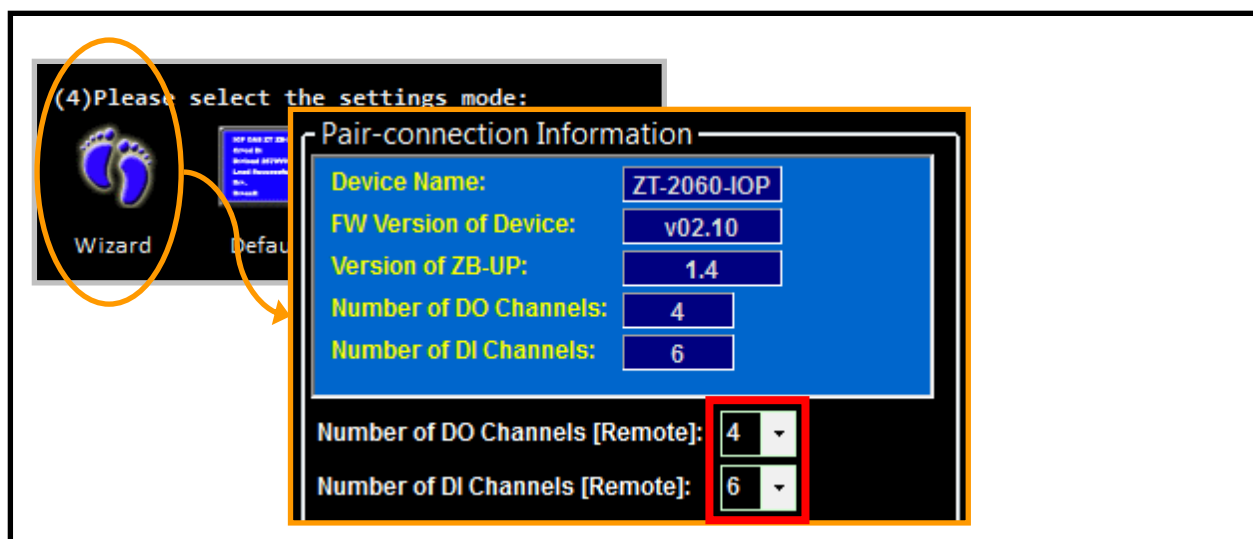 (4)Please select the settings mode:
Wizard
Defau
Pair-connection Information
Device Name: ZT-2060-IOP
FW Version of Device: v02.10
Version of ZB-UP: 1.4
Number of DO Channels: 4
Number of DI Channels: 6
Number of DO Channels [Remote]: 4
Number of DI Channels [Remote]: 6